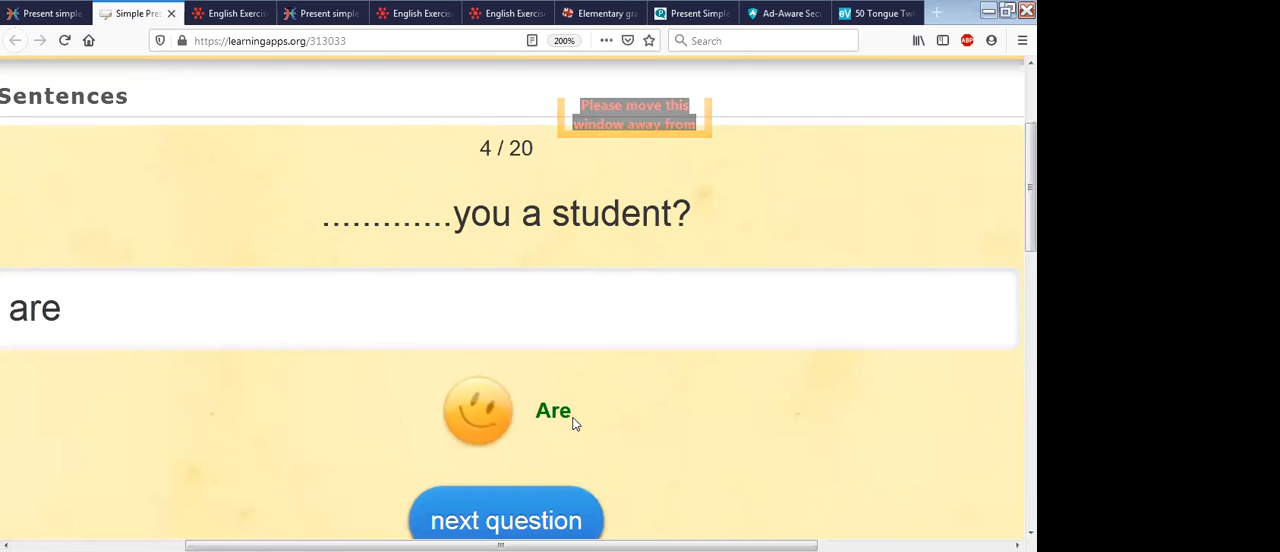 Present simple
Simple Pres
English Exercis
Present simple
English Exercis
English Exercis
Elementary gra
Present Simple
Ad-Aware Secu
50 Tongue Tw
https://learningapps.org/313033
200%
Search
ABP
Sentences
Please move this
window away from
4 / 20
.............you a student?
are
Are
next question